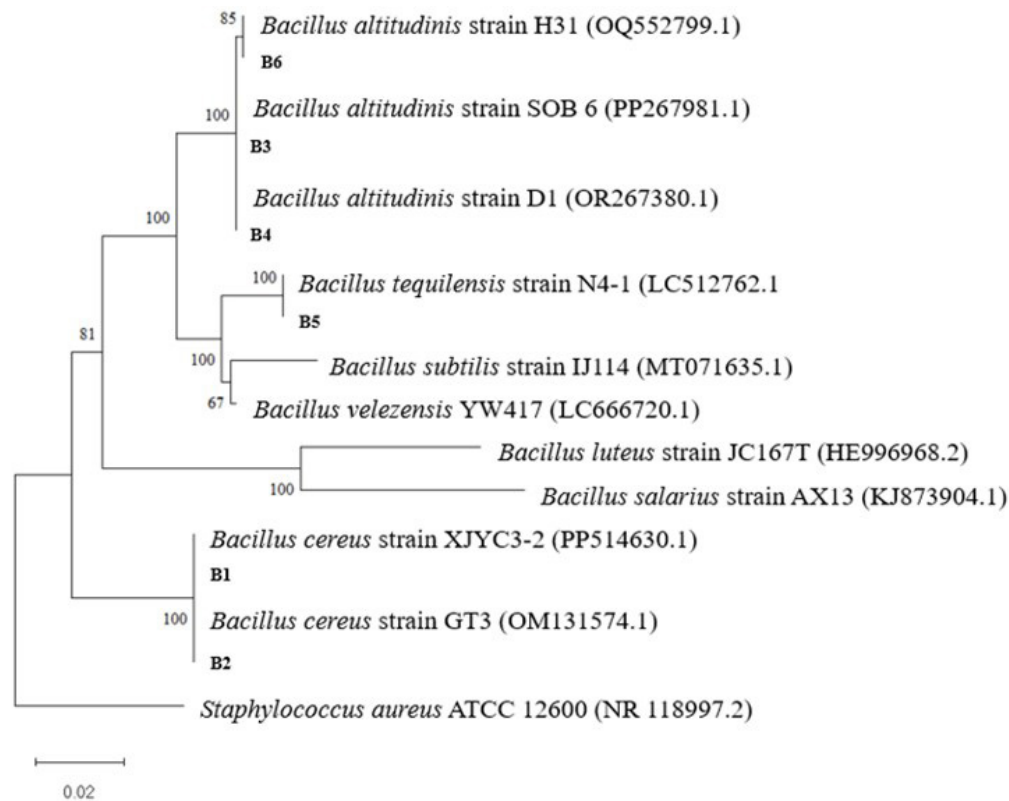 85
Bacillus altitudinis strain H31 (OQ552799.1)
B6
100
Bacillus altitudinis strain SOB 6 (PP267981.1)
B3
Bacillus altitudinis strain D1 (OR267380.1)
100
B4
100
Bacillus tequilensis strain N4-1 (LC512762.1
B5
81
100
Bacillus subtilis strain IJ114 (MT071635.1)
67
Bacillus velezensis YW417 (LC666720.1)
Bacillus luteus strain JC167T (HE996968.2)
100
Bacillus salarius strain AX13 (KJ873904.1)
Bacillus cereus strain XJYC3-2 (PP514630.1)
B1
100
Bacillus cereus strain GT3 (OM131574.1)
B2
Staphylococcus aureus ATCC 12600 (NR 118997.2)
0.02